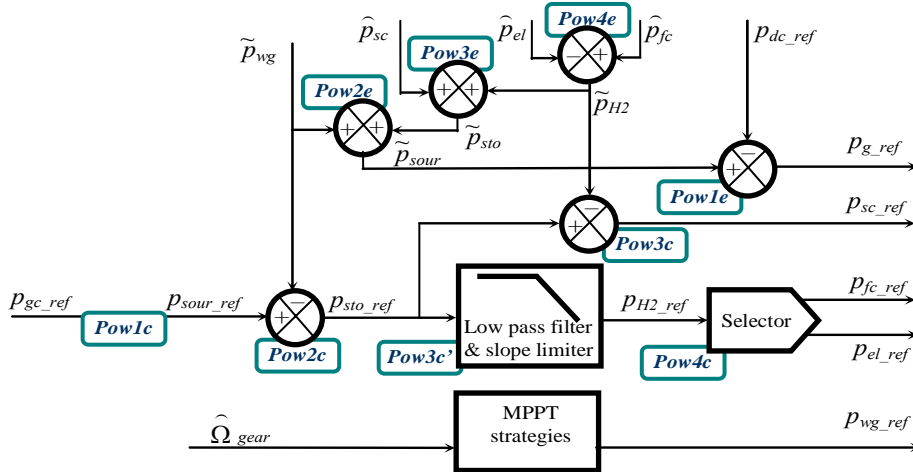 p̂sc
p̂el
Pow4e
p̂fc
pdc_ref
p̃wg
Pow3e
− +
Pow2e
+ +
p̃H2
+ +
p̃sto
p̃sour
−
+
pg_ref
Pow1e
psc_ref
−
+
Pow3c
pgc_ref
psour_ref
−
+
psto_ref
pH2_ref
Selector
pfc_ref
Pow1c
Low pass filter
& slope limiter
Pow2c
Pow3c’
Pow4c
pel_ref
Ω̂ gear
MPPT
strategies
pwg_ref